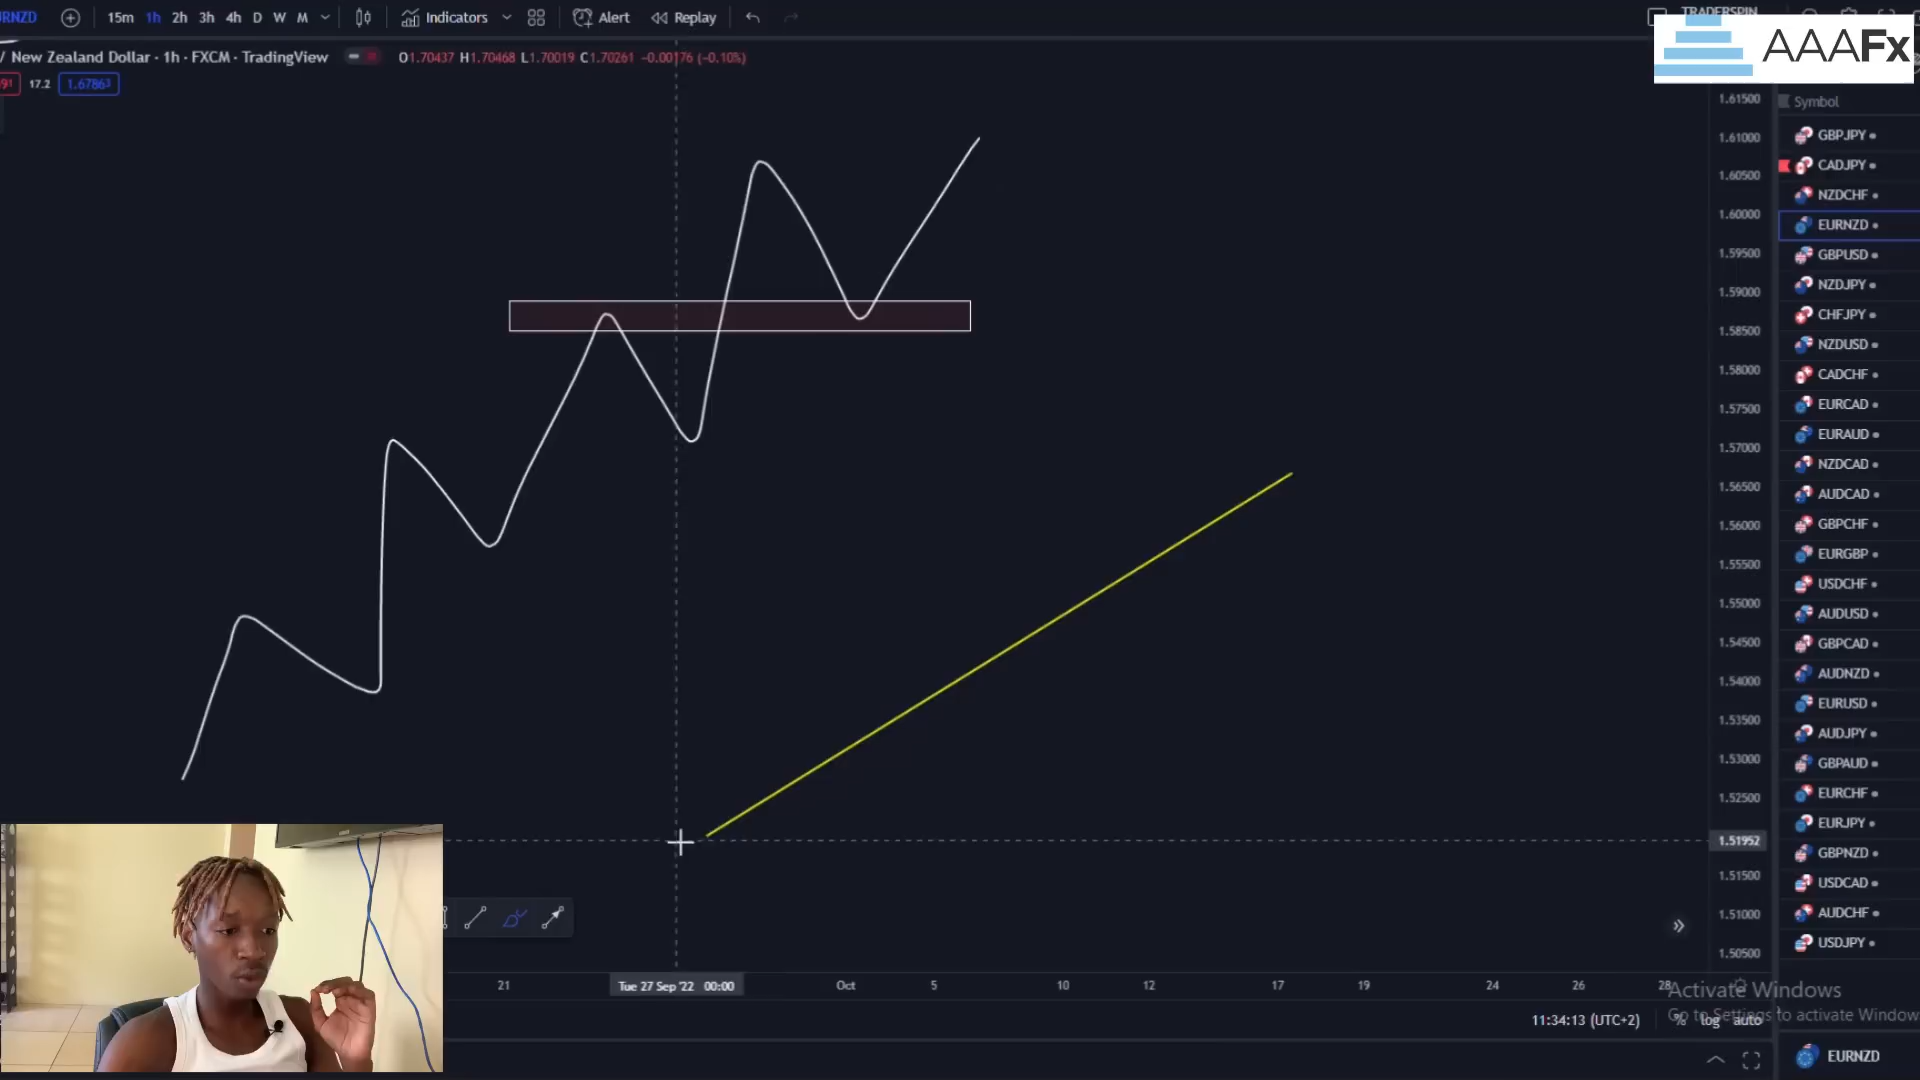 EURNZD 15m 1h 2h 3h 4h D W M Indicators Alert Replay
TRADERSPIN
AAAFx
/ New Zealand Dollar · 1h · FXCM · TradingView O1.70437 H1.70468 L1.70019 C1.70261 −0.00176 (−0.10%)
17.2 1.67863
1.61500
1.61000
1.60500
1.60000
1.59500
1.59000
1.58500
1.58000
1.57500
1.57000
1.56500
1.56000
1.55500
1.55000
1.54500
1.54000
1.53500
1.53000
1.52500
1.51952
1.51500
1.51000
1.50500
Symbol
GBPJPY
CADJPY
NZDCHF
EURNZD
GBPUSD
NZDJPY
CHFJPY
NZDUSD
CADCHF
EURCAD
EURAUD
NZDCAD
AUDCAD
GBPCHF
EURGBP
USDCHF
AUDUSD
GBPCAD
AUDNZD
EURUSD
AUDJPY
GBPAUD
EURCHF
EURJPY
GBPNZD
USDCAD
AUDCHF
USDJPY
21 Tue 27 Sep '22 00:00 Oct 5 10 12 17 19 24 26 28
Activate Windows
Go to Settings to activate Window
11:34:13 (UTC+2) % log auto
EURNZD